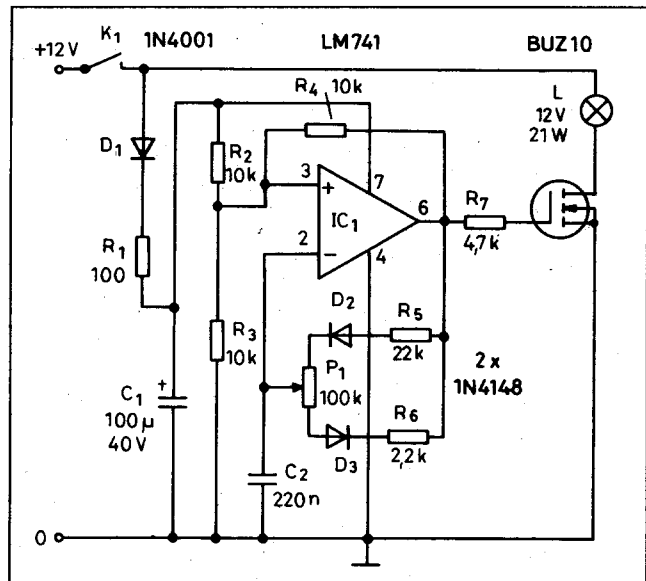 K1 1N4001 LM741 BUZ10
+12V
R4 10k
L
12V
21W
D1
R2
10k
3 + 7
R7
4,7k
IC1 6
R1
100
2 − 4
D2 R5
22k
R3
10k
P1
100k
2 x
1N4148
C1 +
100μ
40V
R6
2,2k
D3
C2
220n
0